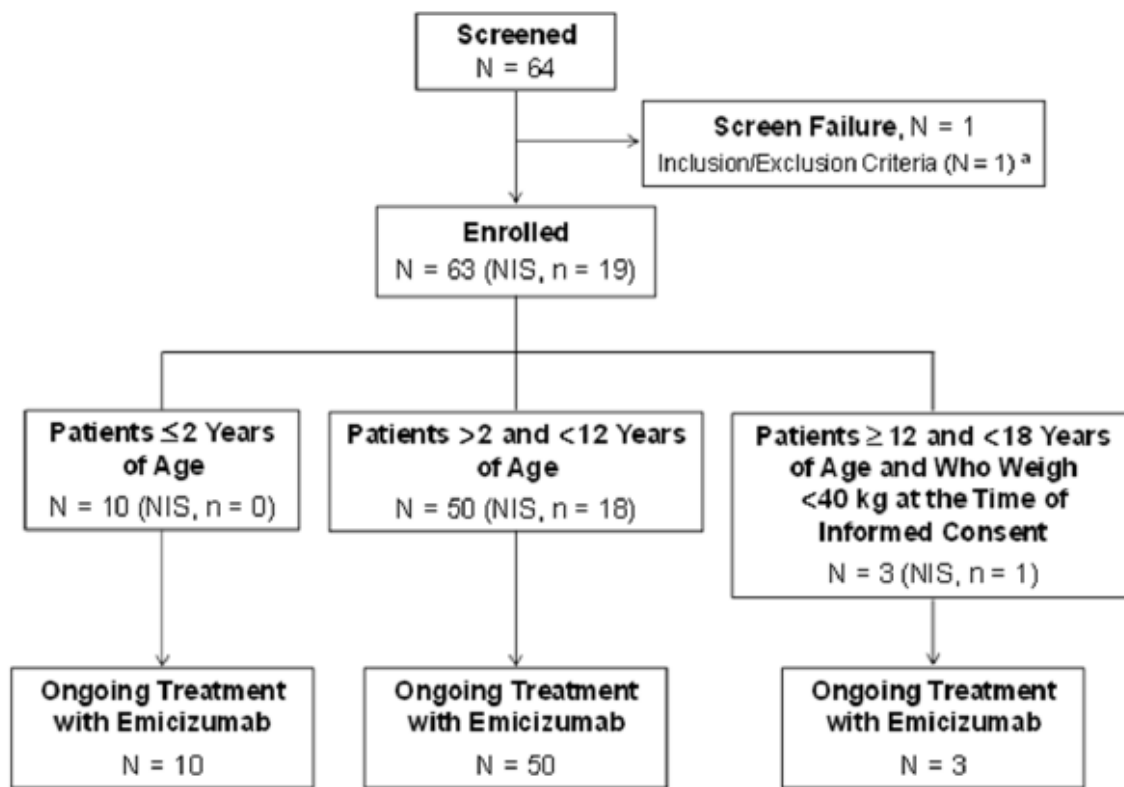 Screened
N = 64
Screen Failure, N = 1
Inclusion/Exclusion Criteria (N = 1) a
Enrolled
N = 63 (NIS, n = 19)
Patients ≤2 Years
of Age
N = 10 (NIS, n = 0)
Patients >2 and <12 Years
of Age
N = 50 (NIS, n = 18)
Patients ≥ 12 and <18 Years
of Age and Who Weigh
<40 kg at the Time of
Informed Consent
N = 3 (NIS, n = 1)
Ongoing Treatment
with Emicizumab
N = 10
Ongoing Treatment
with Emicizumab
N = 50
Ongoing Treatment
with Emicizumab
N = 3